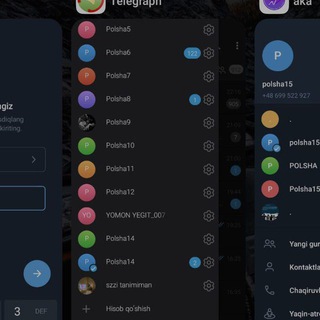 Telegraph
aka
ngiz
udiqlang
kiriting
3 DEF
P Polsha5
P Polsha6 122
P Polsha7
P Polsha8 1
Polsha9
P Polsha10
P Polsha11
P Polsha12
YO YOMON YEGIT_007
P Polsha14
P Polsha14 2
szzi tanimiman
Hisob qo'shish
P
polsha15
+48 699 522 927
.
polsha15
P POLSHA
P Polsha15
.
Yangi gur
Kontaktla
Chaqiruvl
Yaqin-atr